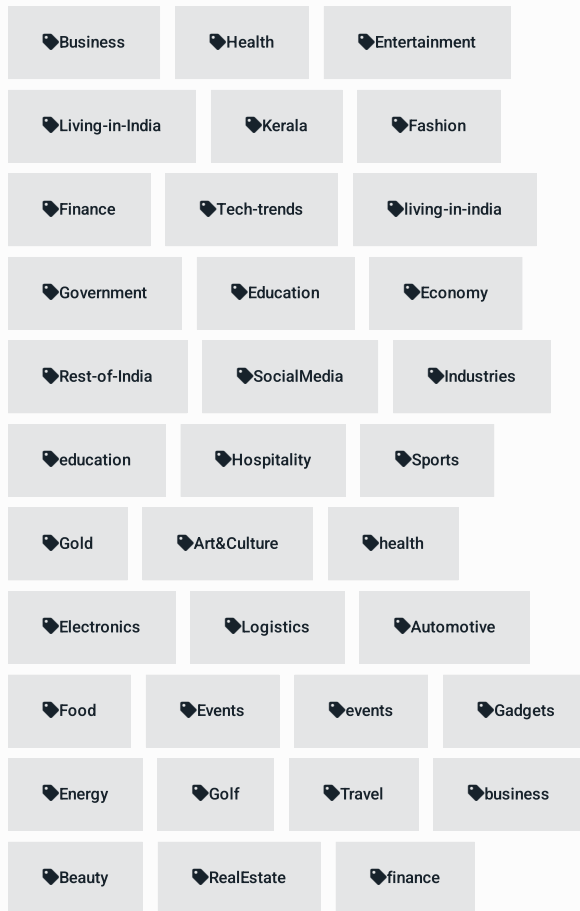 Business Health Entertainment
Living-in-India Kerala Fashion
Finance Tech-trends living-in-india
Government Education Economy
Rest-of-India SocialMedia Industries
education Hospitality Sports
Gold Art&Culture health
Electronics Logistics Automotive
Food Events events Gadgets
Energy Golf Travel business
Beauty RealEstate finance